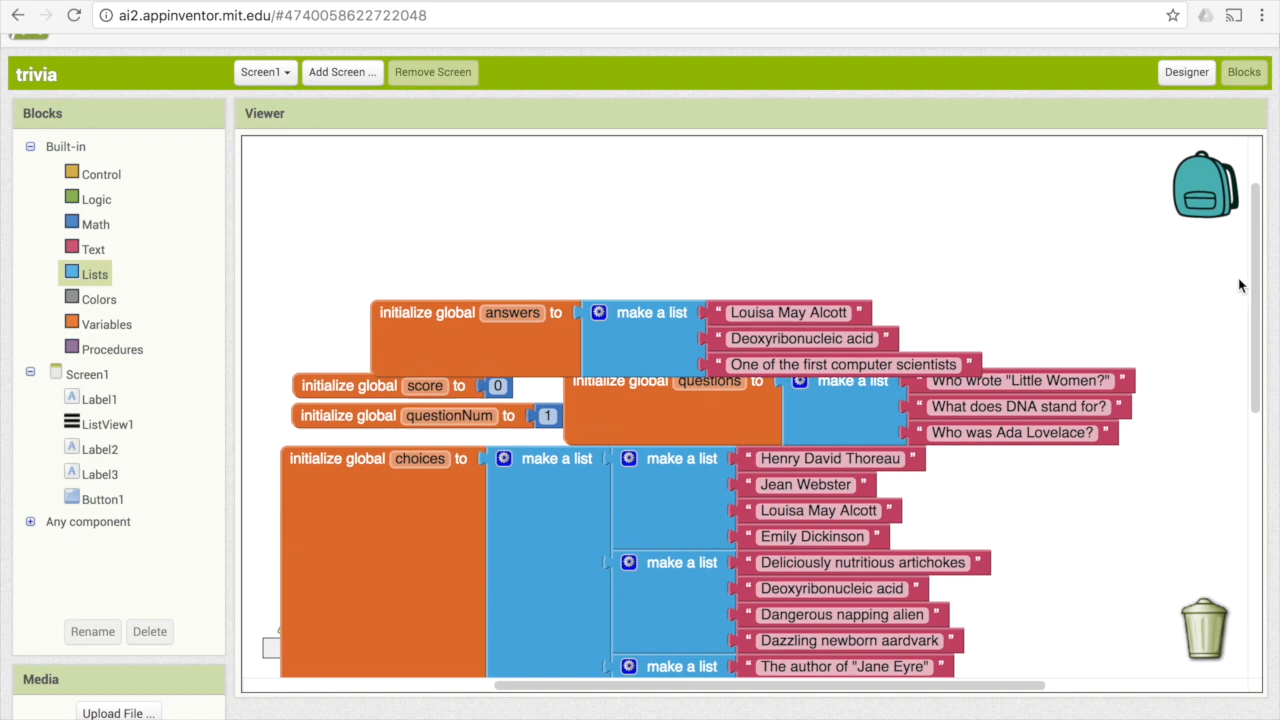 ai2.appinventor.mit.edu/#4740058622722048
trivia
Screen1
Add Screen ...
Remove Screen
Designer
Blocks
Blocks
Viewer
Built-in
Control
Logic
Math
Text
Lists
Colors
Variables
Procedures
Screen1
Label1
ListView1
Label2
Label3
Button1
Any component
Rename
Delete
Media
Upload File ...
initialize global answers to make a list “ Louisa May Alcott ”
“ Deoxyribonucleic acid ”
“ One of the first computer scientists ”
initialize global score to 0
initialize global questions to make a list “ Who wrote "Little Women?" ”
“ What does DNA stand for? ”
“ Who was Ada Lovelace? ”
initialize global questionNum to 1
initialize global choices to make a list make a list “ Henry David Thoreau ”
“ Jean Webster ”
“ Louisa May Alcott ”
“ Emily Dickinson ”
make a list “ Deliciously nutritious artichokes ”
“ Deoxyribonucleic acid ”
“ Dangerous napping alien ”
“ Dazzling newborn aardvark ”
make a list “ The author of "Jane Eyre" ”